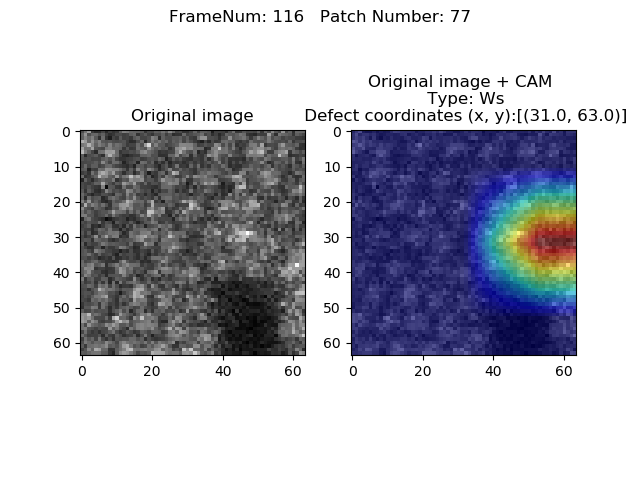 FrameNum: 116   Patch Number: 77
Original image
0
10
20
30
40
50
60
0 20 40 60
Original image + CAM
Type: Ws
Defect coordinates (x, y):[(31.0, 63.0)]
0
10
20
30
40
50
60
0 20 40 60